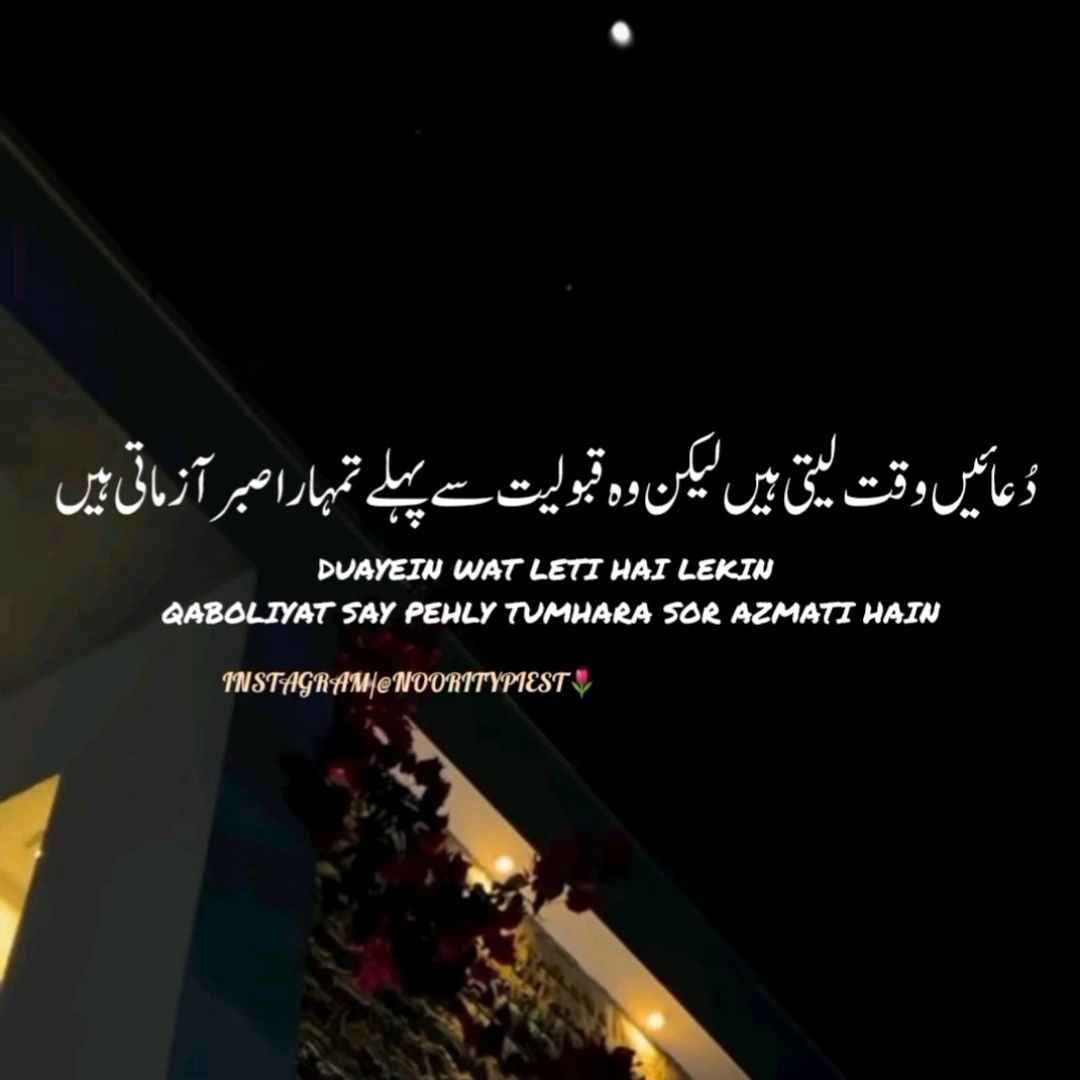 دُعائیں وقت لیتی ہیں لیکن وہ قبولیت سے پہلے تمہارا صبر آزماتی ہیں
DUAYEIN WAT LETI HAI LEKIN
QABOLIYAT SAY PEHLY TUMHARA SOR AZMATI HAIN
INSTAGRAM|@NOORITYPIEST🌷